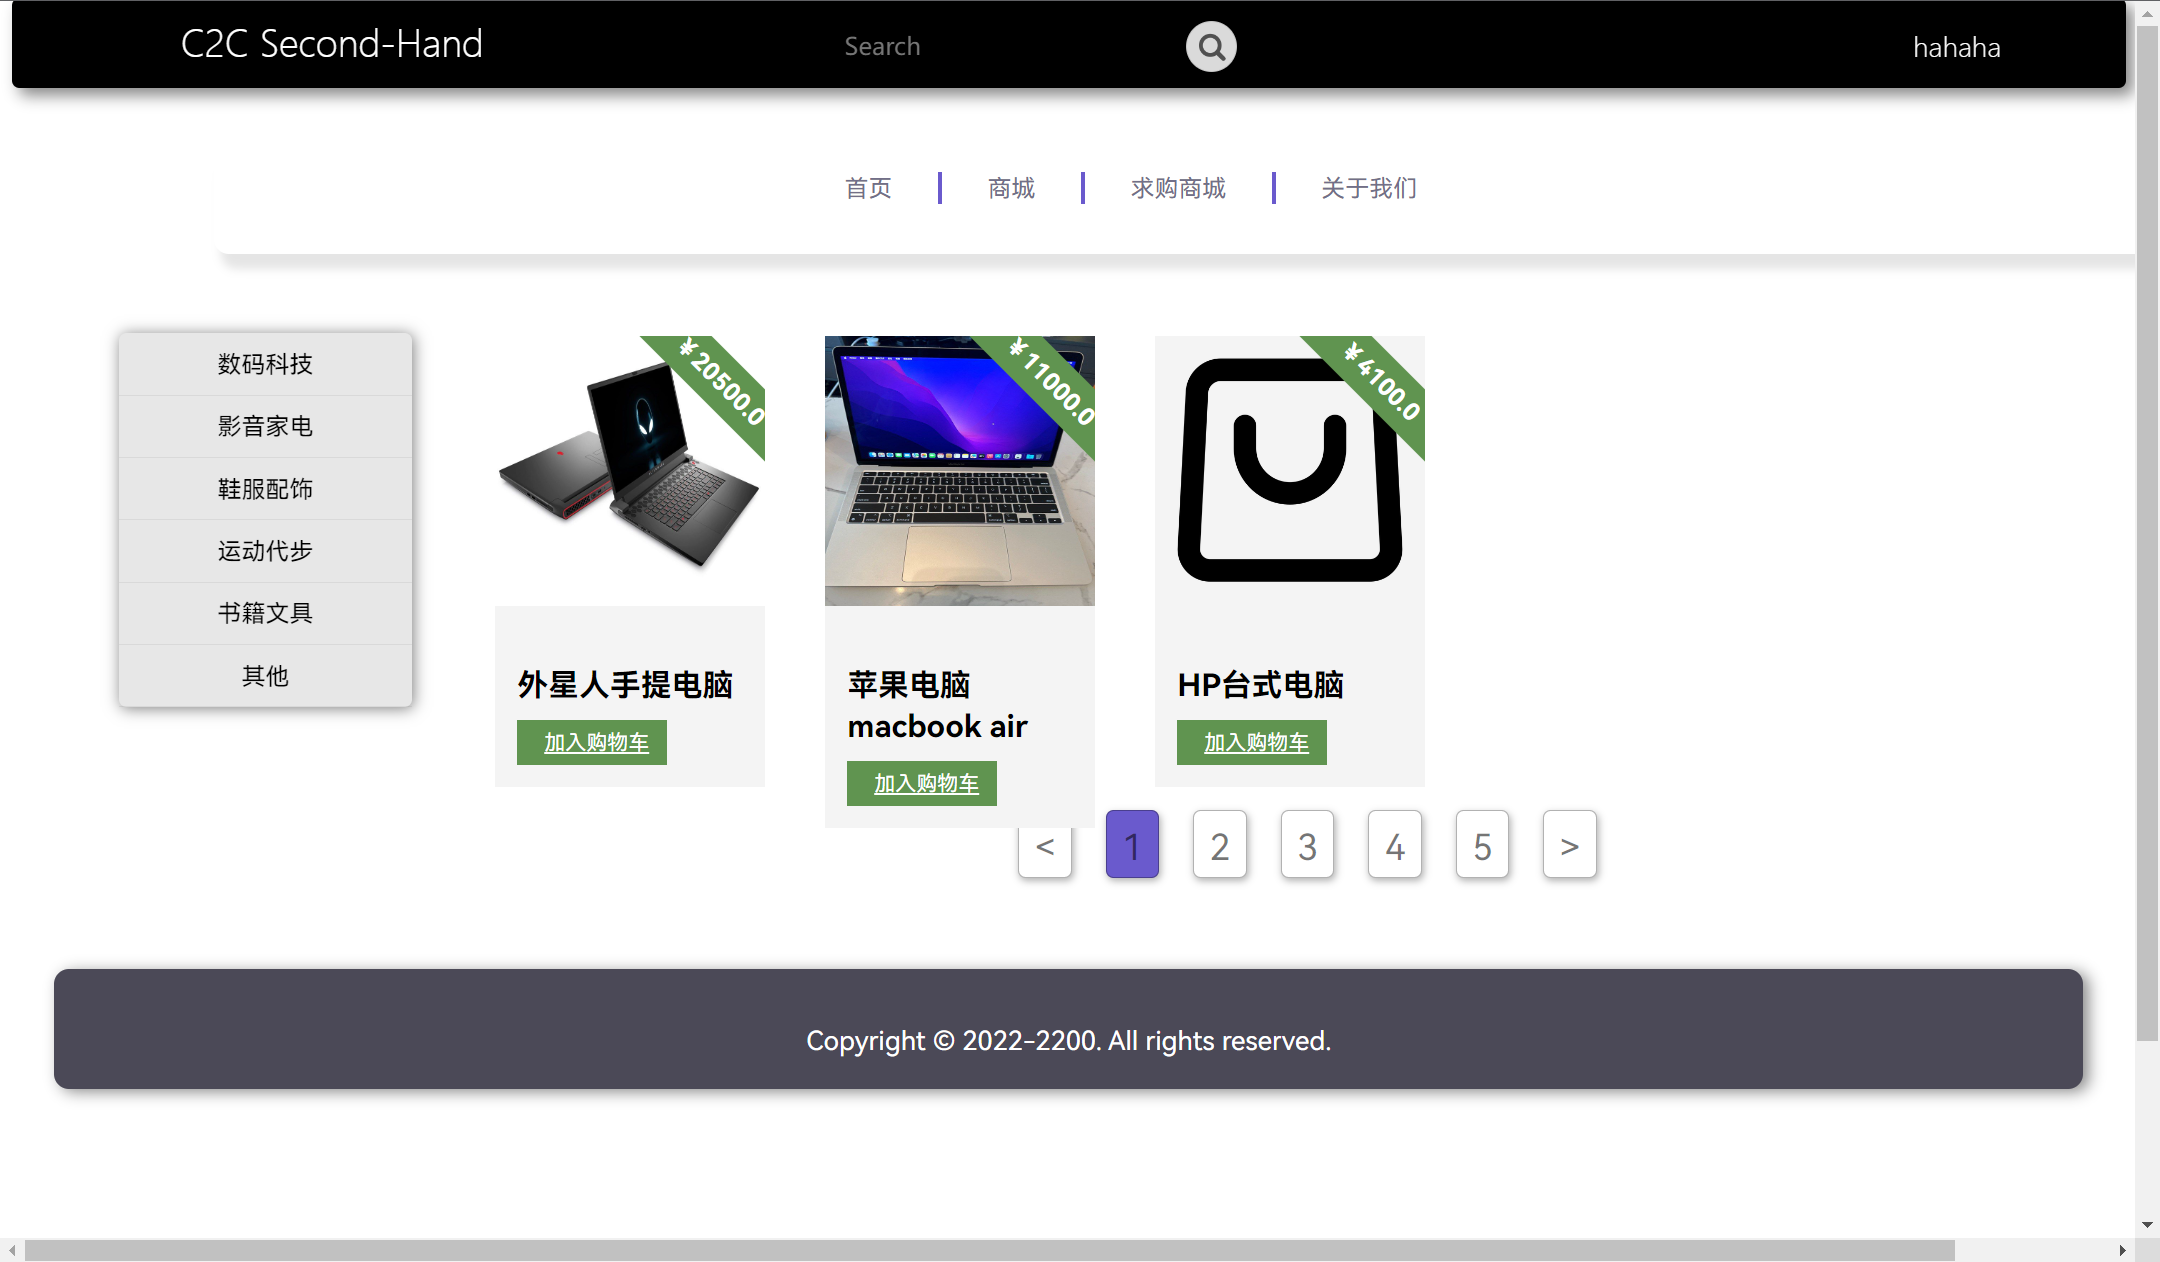 C2C Second-Hand
Search
hahaha
首页
商城
求购商城
关于我们
数码科技
影音家电
鞋服配饰
运动代步
书籍文具
其他
¥20500.0
外星人手提电脑
加入购物车
¥11000.0
苹果电脑
macbook air
加入购物车
¥4100.0
HP台式电脑
加入购物车
< 1 2 3 4 5 >
Copyright © 2022-2200. All rights reserved.